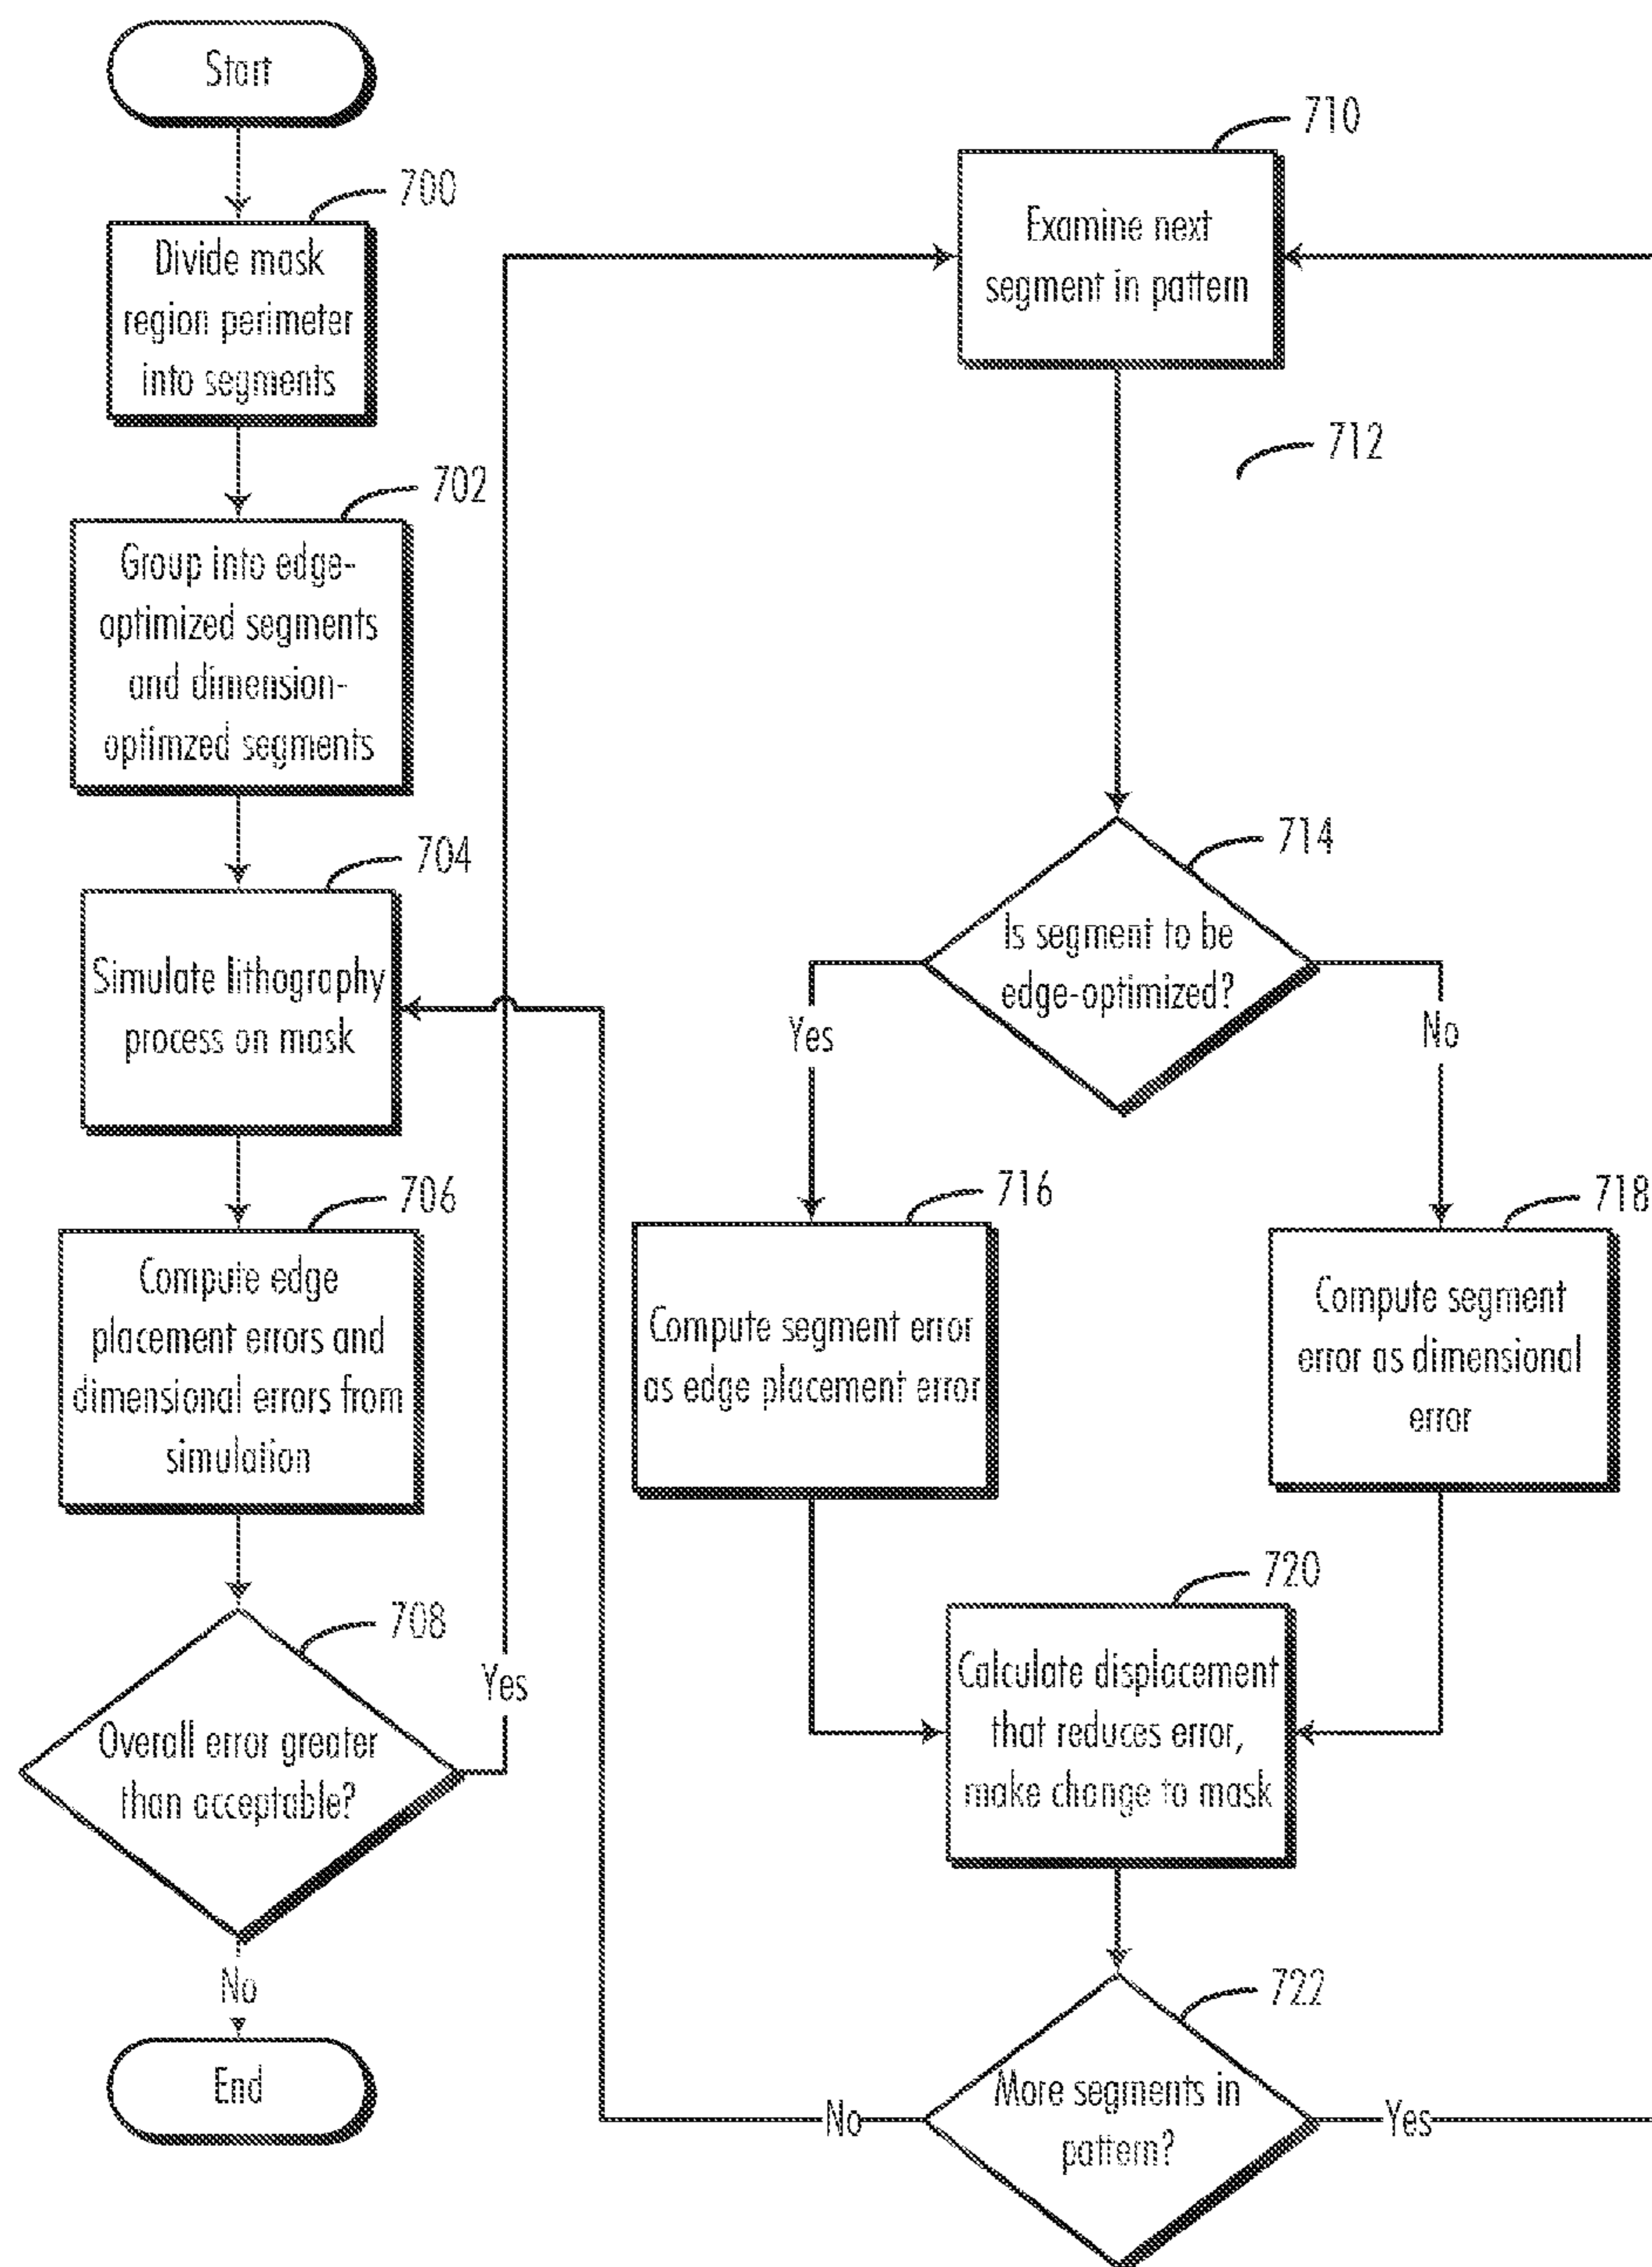 Start
700
Divide mask
region perimeter
into segments
702
Group into edge-
optimized segments
and dimension-
optimzed segments
704
Simulate lithography
process on mask
706
Compute edge
placement errors and
dimensional errors from
simulation
708
Overall error greater
than acceptable?
Yes
No
End
710
Examine next
segment in pattern
712
714
Is segment to be
edge-optimized?
Yes
No
716
Compute segment error
as edge placement error
718
Compute segment
error as dimensional
error
720
Calculate displacement
that reduces error,
make change to mask
722
More segments in
pattern?
No
Yes